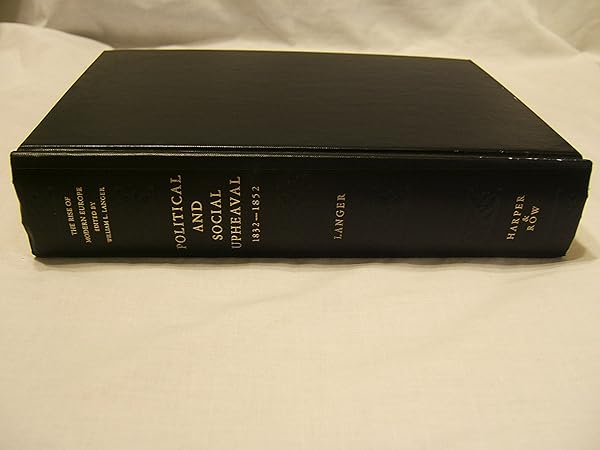 THE RISE OF
MODERN EUROPE
EDITED BY
WILLIAM L. LANGER
POLITICAL
AND
SOCIAL
UPHEAVAL
1832—1852
LANGER
HARPER
&
ROW